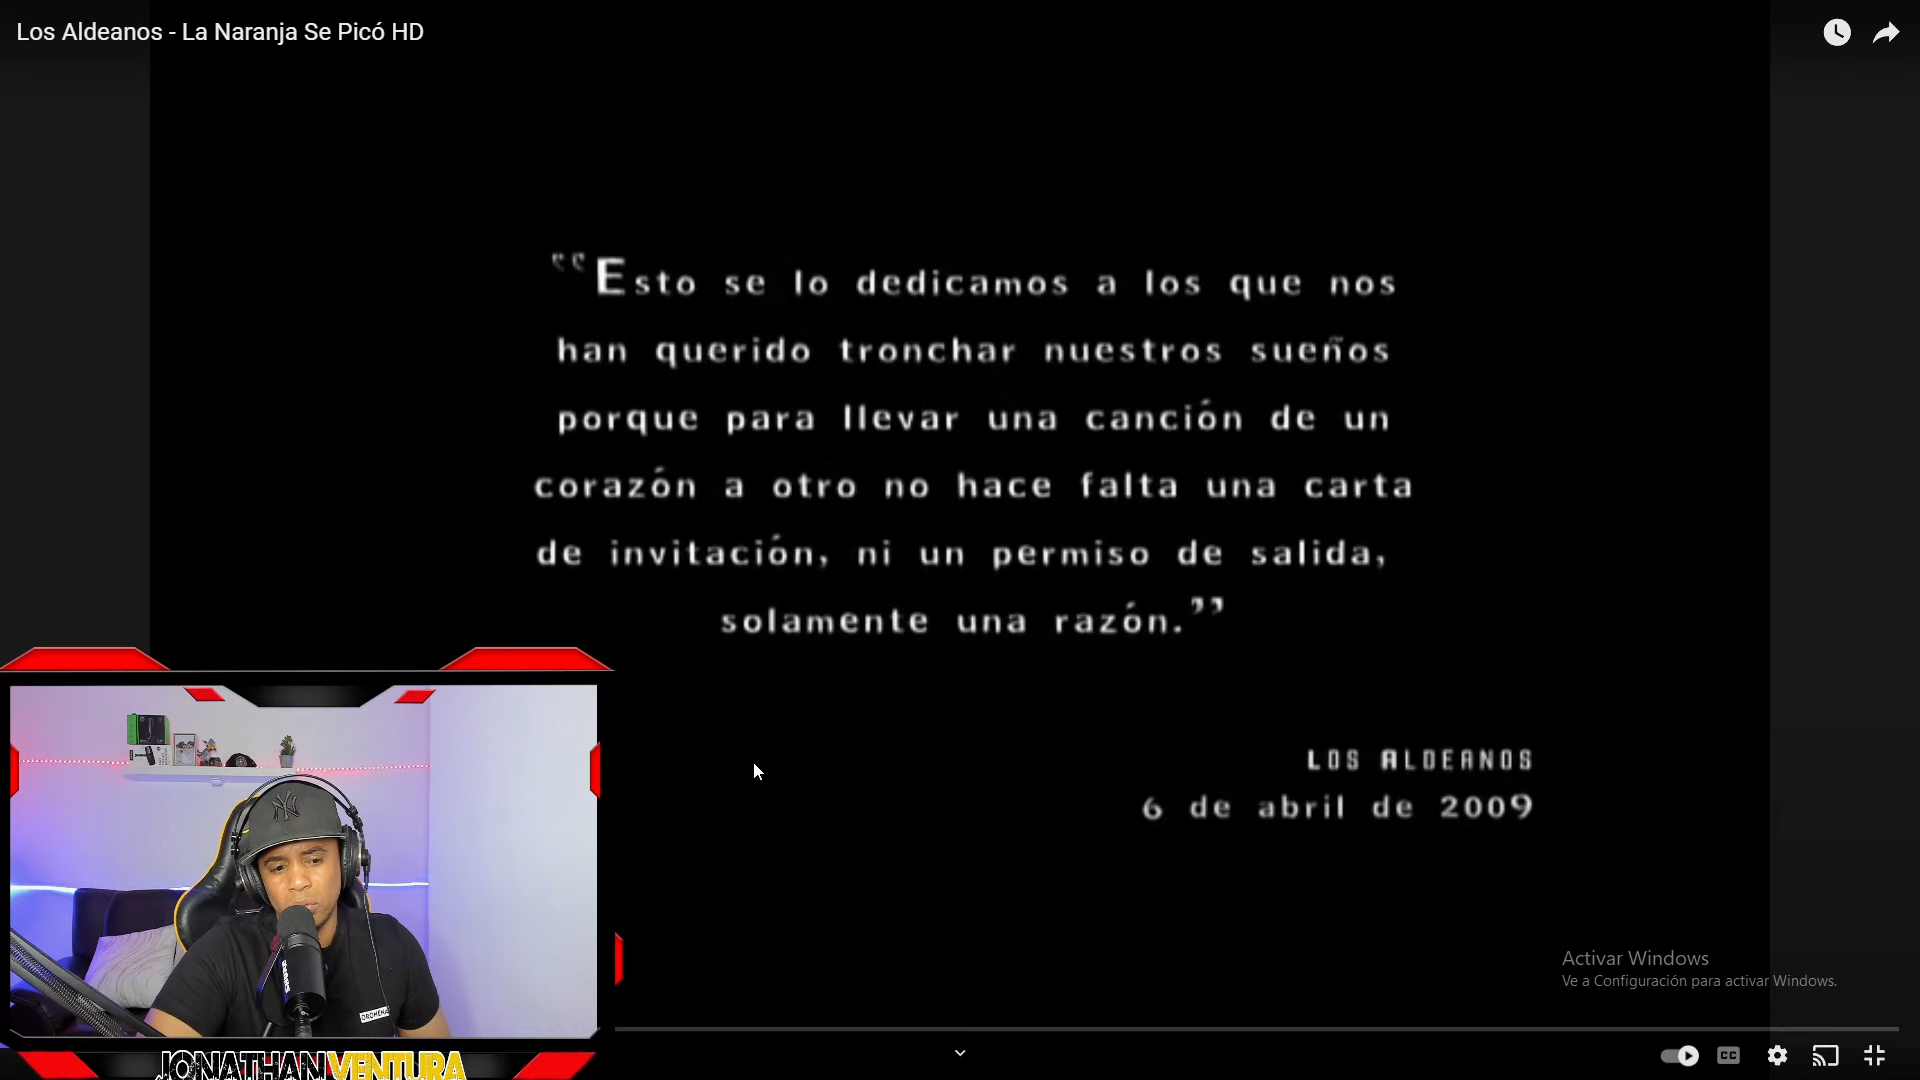 Los Aldeanos - La Naranja Se Picó HD
“Esto se lo dedicamos a los que nos
han querido tronchar nuestros sueños
porque para llevar una canción de un
corazón a otro no hace falta una carta
de invitación, ni un permiso de salida,
solamente una razón.”
LOS ALDEANOS
6 de abril de 2009
Activar Windows
Ve a Configuración para activar Windows.
CC
NY
JONATHANVENTURA